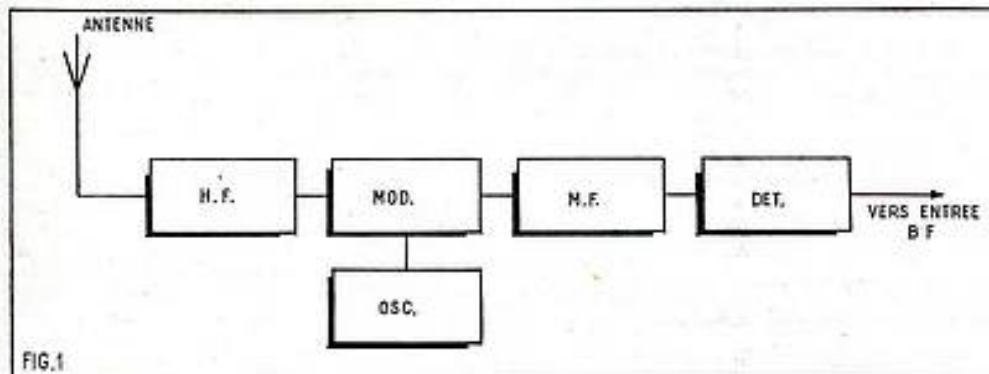 ANTENNE
H.F.
MOD.
M.F.
DET.
VERS ENTREE
B F
OSC.
FIG.1